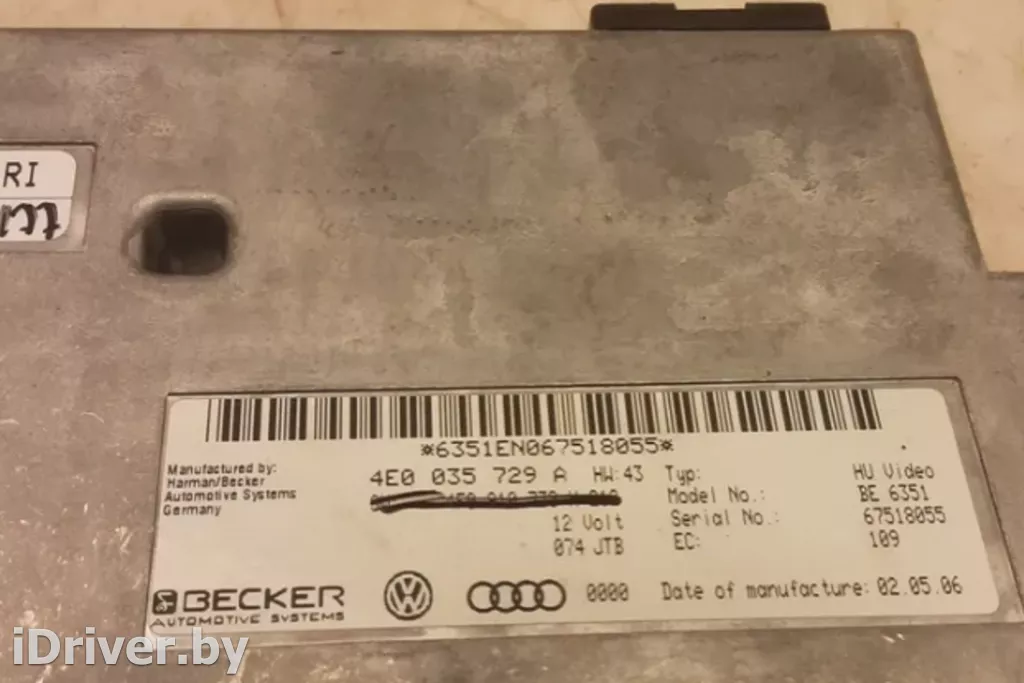 RI
*6351EN067518055*
Manufactured by:
Harman/Becker
Automotive Systems
Germany
4E0 035 729 A HW:43
12 Volt
074 JTB
Typ: HU Video
Model No.: BE 6351
Serial No.: 67518055
EC: 109
BECKER
AUTOMOTIVE SYSTEMS
0000 Date of manufacture: 02.05.06
iDriver.by